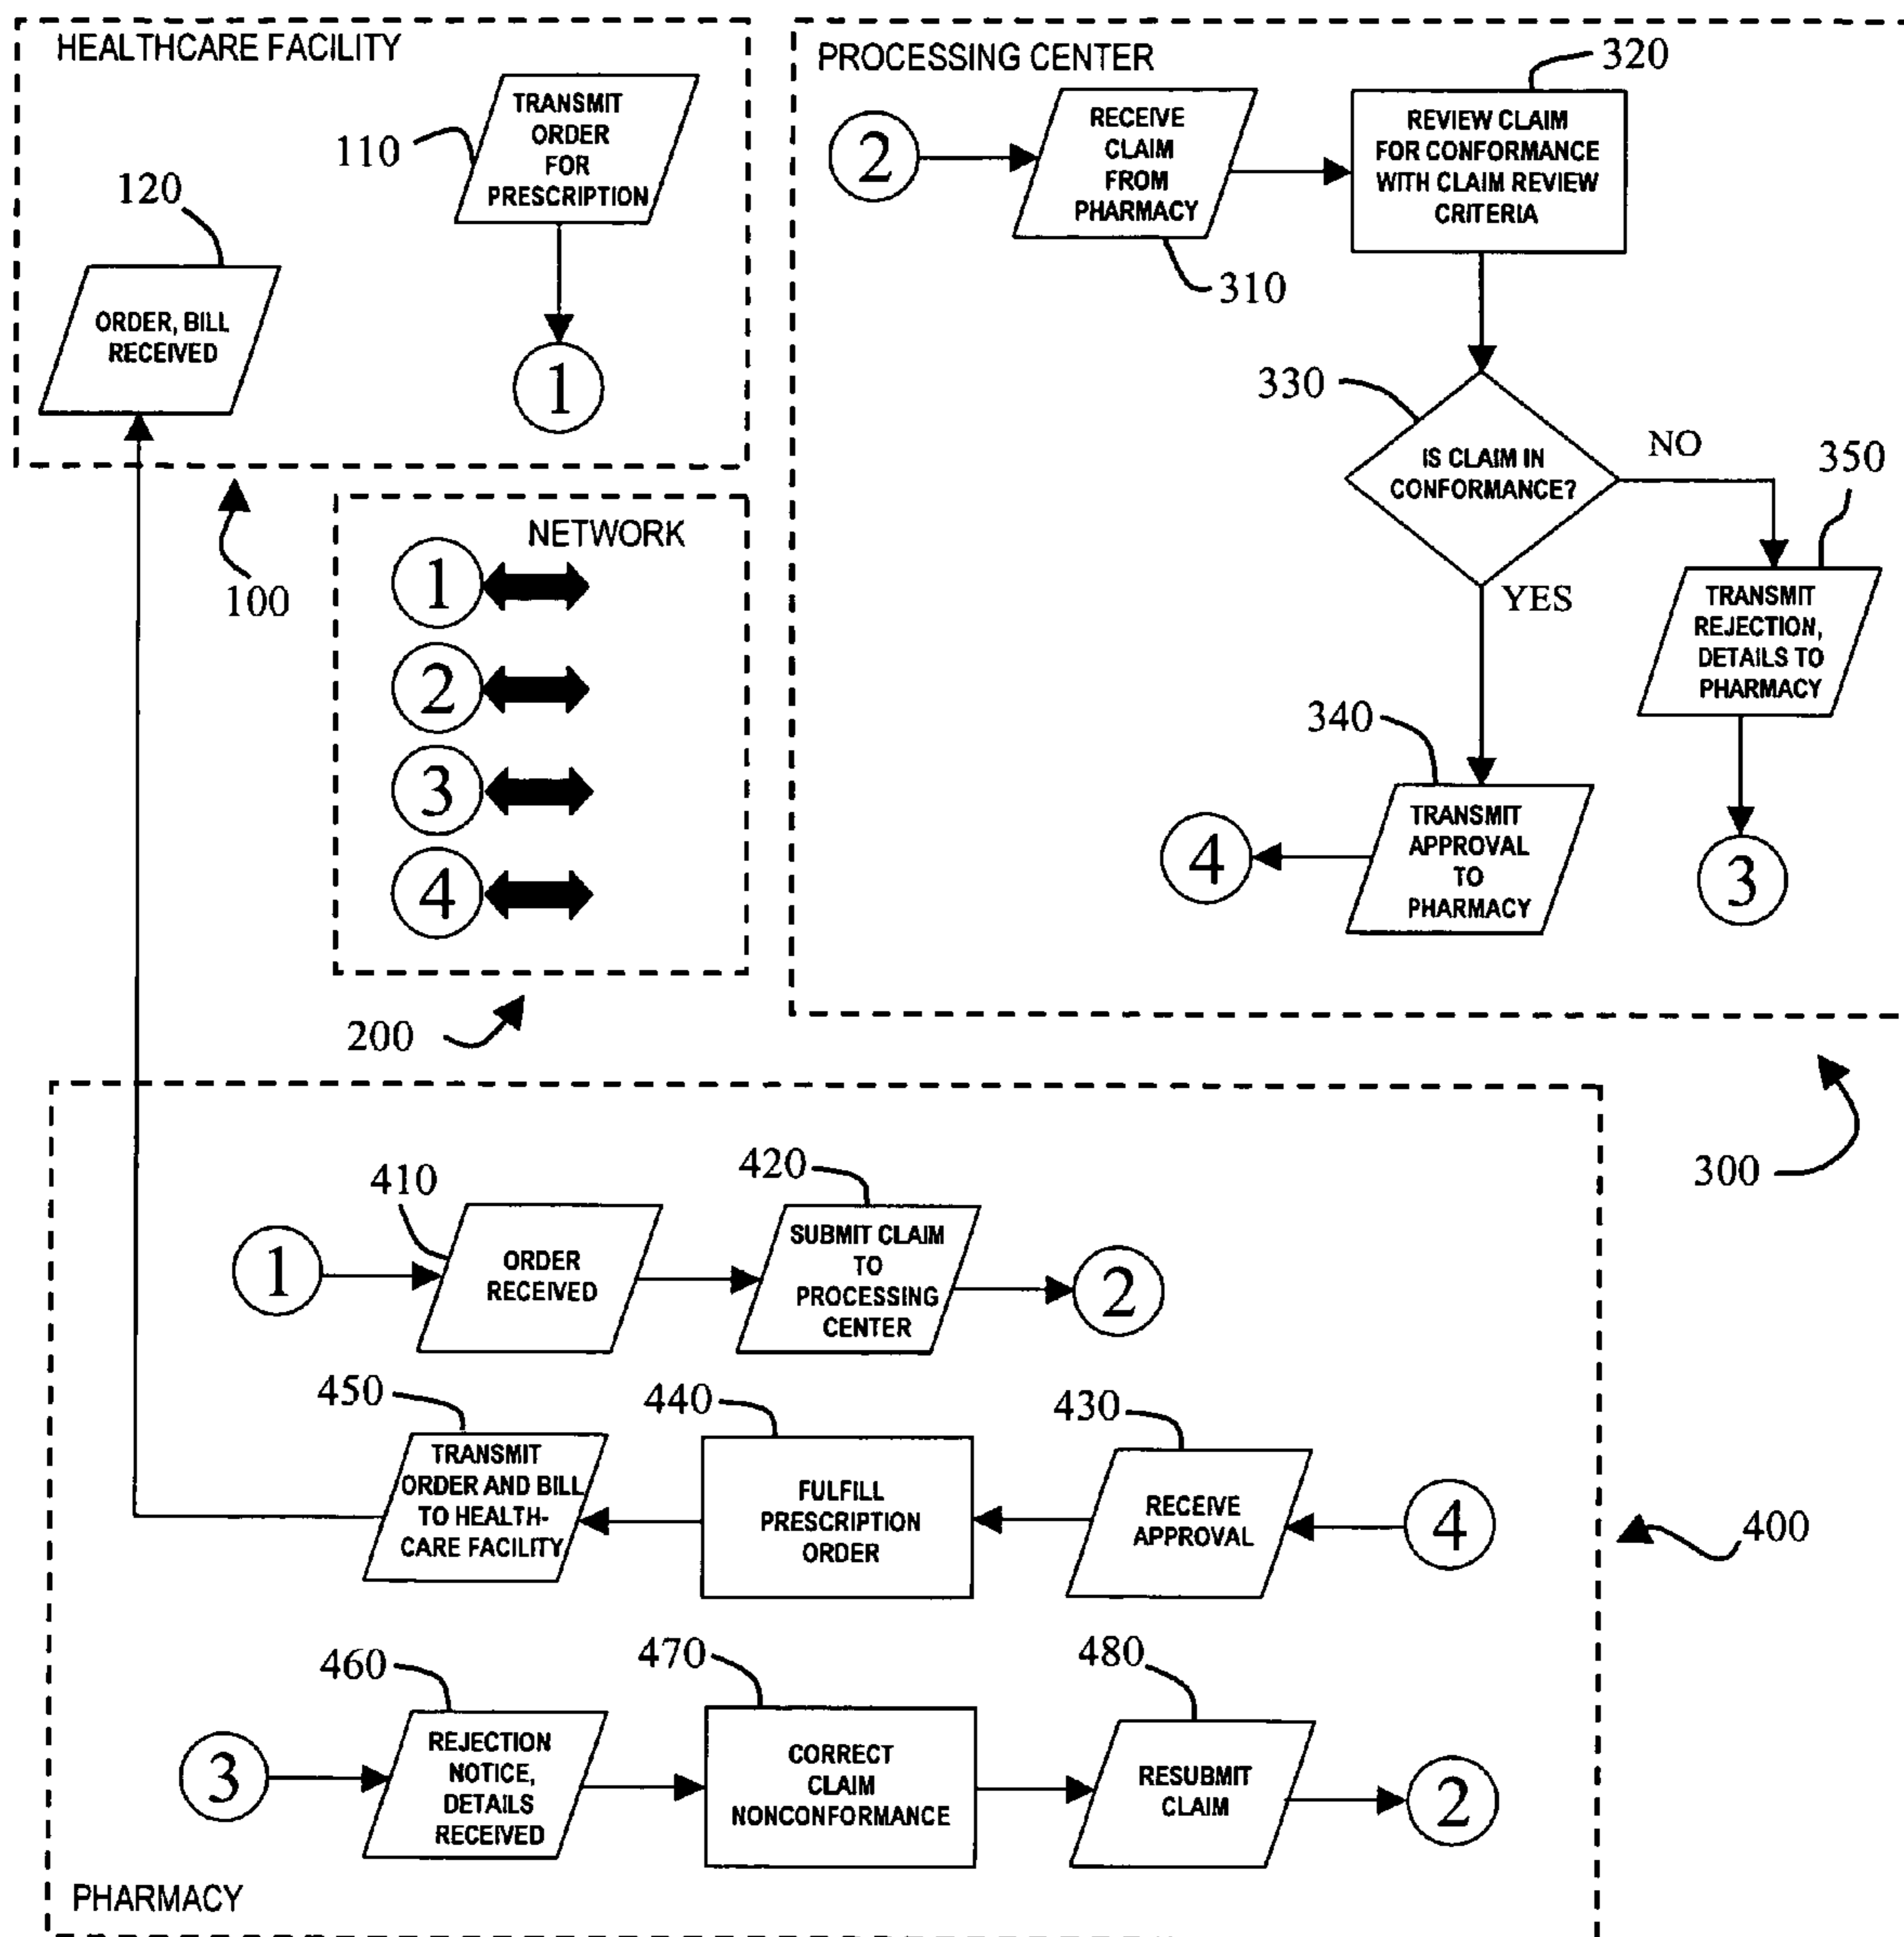 HEALTHCARE FACILITY
TRANSMIT
ORDER
FOR
PRESCRIPTION
110
120
ORDER, BILL
RECEIVED
1
100
PROCESSING CENTER
320
2
RECEIVE
CLAIM
FROM
PHARMACY
310
REVIEW CLAIM
FOR CONFORMANCE
WITH CLAIM REVIEW
CRITERIA
330
IS CLAIM IN
CONFORMANCE?
NO
350
YES
TRANSMIT
REJECTION,
DETAILS TO
PHARMACY
340
TRANSMIT
APPROVAL
TO
PHARMACY
4
3
300
NETWORK
1
2
3
4
200
410
420
1
ORDER
RECEIVED
SUBMIT CLAIM
TO
PROCESSING
CENTER
2
450
440
430
TRANSMIT
ORDER AND BILL
TO HEALTH-
CARE FACILITY
FULFILL
PRESCRIPTION
ORDER
RECEIVE
APPROVAL
4
400
460
470
480
3
REJECTION
NOTICE,
DETAILS
RECEIVED
CORRECT
CLAIM
NONCONFORMANCE
RESUBMIT
CLAIM
2
PHARMACY